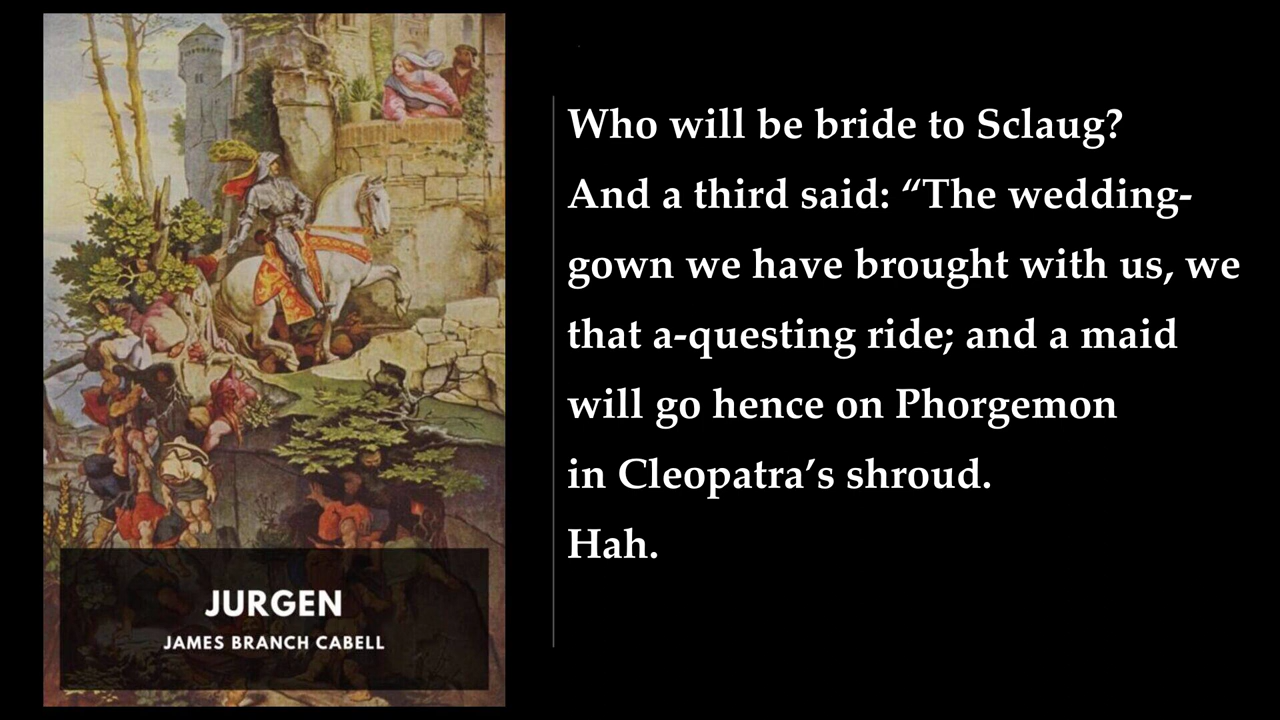 JURGEN
JAMES BRANCH CABELL
Who will be bride to Sclaug?
And a third said: “The wedding-
gown we have brought with us, we
that a-questing ride; and a maid
will go hence on Phorgemon
in Cleopatra’s shroud.
Hah.